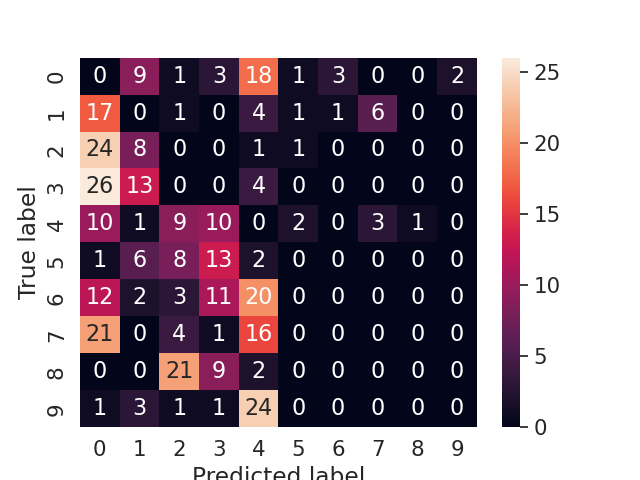 0 0 9 1 3 18 1 3 0 0 2
1 17 0 1 0 4 1 1 6 0 0
2 24 8 0 0 1 1 0 0 0 0
3 26 13 0 0 4 0 0 0 0 0
4 10 1 9 10 0 2 0 3 1 0
5 1 6 8 13 2 0 0 0 0 0
6 12 2 3 11 20 0 0 0 0 0
7 21 0 4 1 16 0 0 0 0 0
8 0 0 21 9 2 0 0 0 0 0
9 1 3 1 1 24 0 0 0 0 0
0 1 2 3 4 5 6 7 8 9
Predicted label
True label
25
20
15
10
5
0